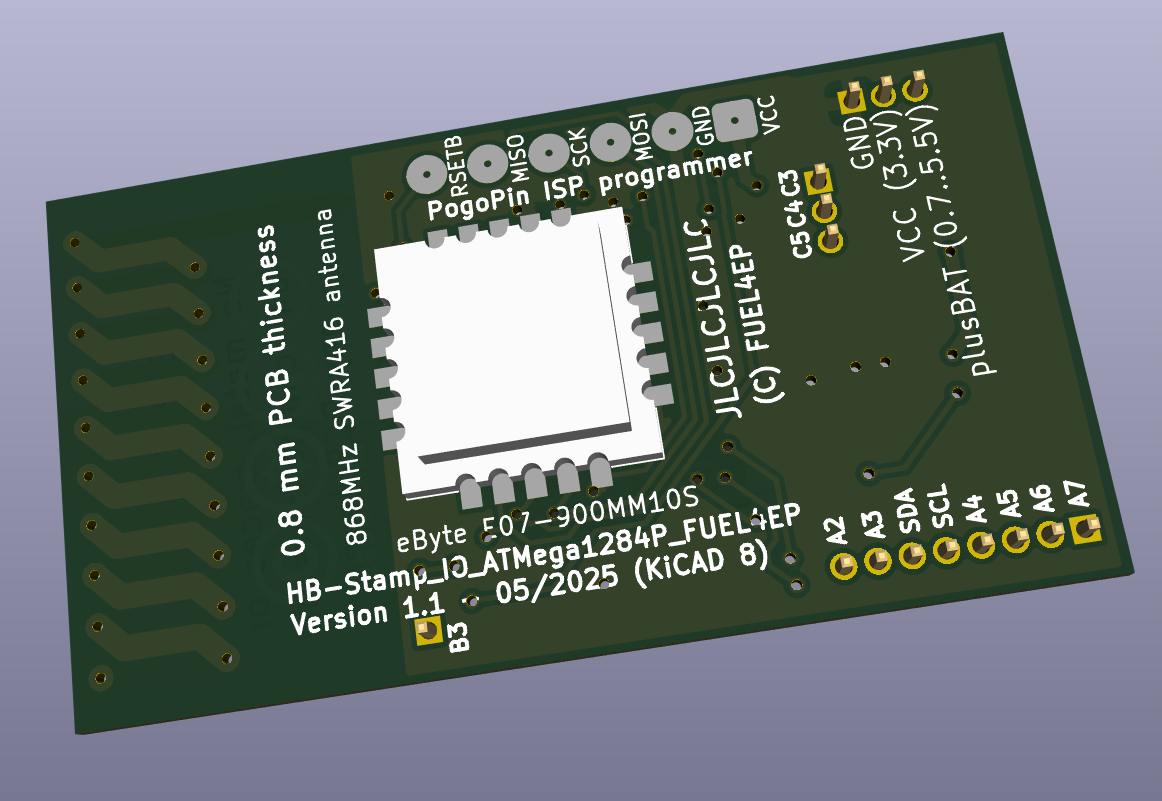 RSETB
MISO
SCK
MOSI
GND
VCC
PogoPin ISP programmer
GND
VCC (3.3V)
plusBAT (0.7..5.5V)
C3
C4
C5
JLCJLCJLCJLC
(C) FUEL4EP
0.8 mm PCB thickness
868MHz SWRA416 antenna
eByte E07-900MM10S
HB-Stamp_IO_ATMega1284P_FUEL4EP
Version 1.1 - 05/2025 (KiCAD 8)
B3
A2
A3
SDA
SCL
A4
A5
A6
A7